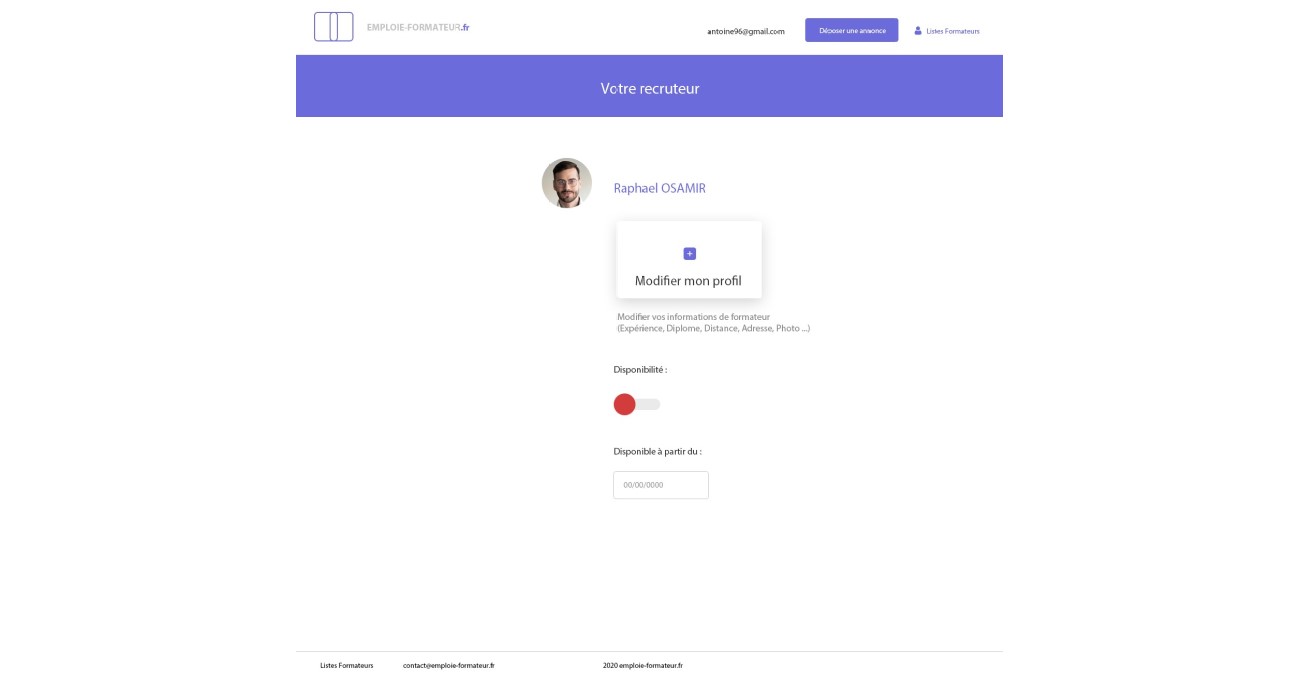 EMPLOIE-FORMATEUR.fr
antoine96@gmail.com
Déposer une annonce
Listes Formateurs
Votre recruteur
Raphael OSAMIR
+
Modifier mon profil
Modifier vos informations de formateur
(Expérience, Diplome, Distance, Adresse, Photo ...)
Disponibilité :
Disponible à partir du :
00/00/0000
Listes Formateurs
contact@emploie-formateur.fr
2020 emploie-formateur.fr